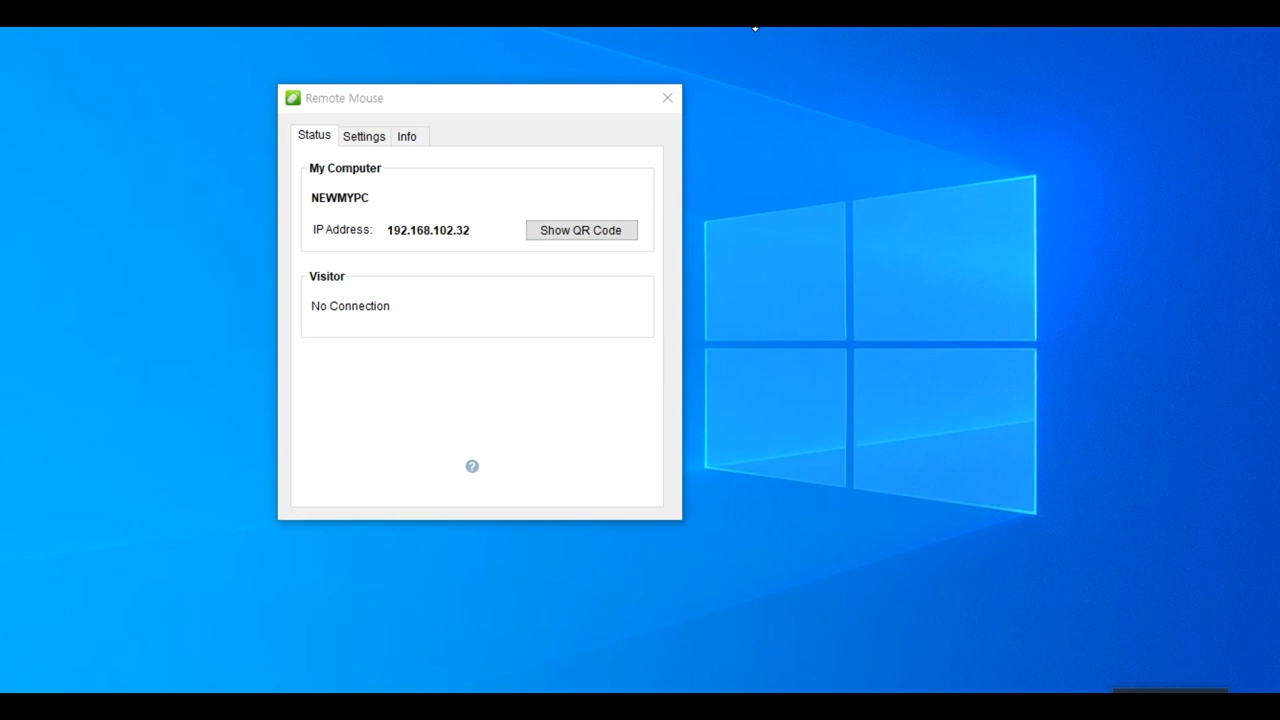 Remote Mouse
Status Settings Info
My Computer
NEWMYPC
IP Address: 192.168.102.32 Show QR Code
Visitor
No Connection
?